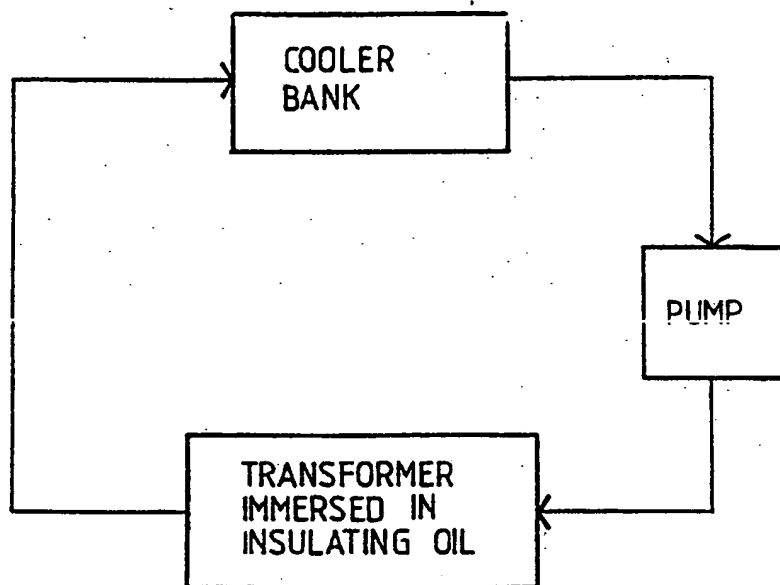 COOLER
BANK
PUMP
TRANSFORMER
IMMERSED IN
INSULATING OIL